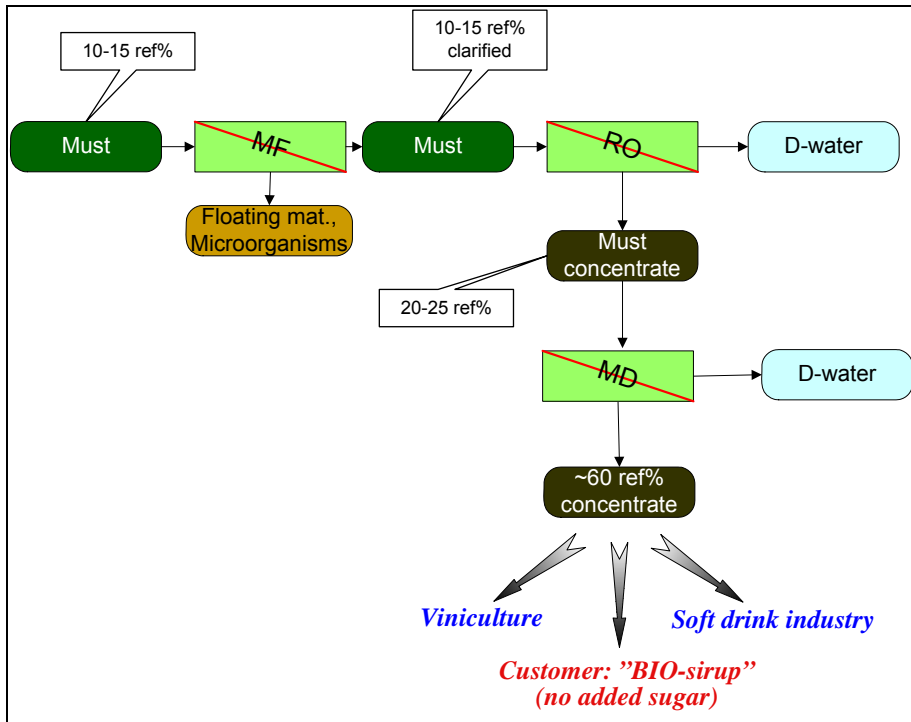 10-15 ref%
10-15 ref%
clarified
Must
MF
Must
RO
D-water
Floating mat.,
Microorganisms
Must
concentrate
20-25 ref%
MD
D-water
~60 ref%
concentrate
Viniculture
Soft drink industry
Customer: ”BIO-sirup”
(no added sugar)